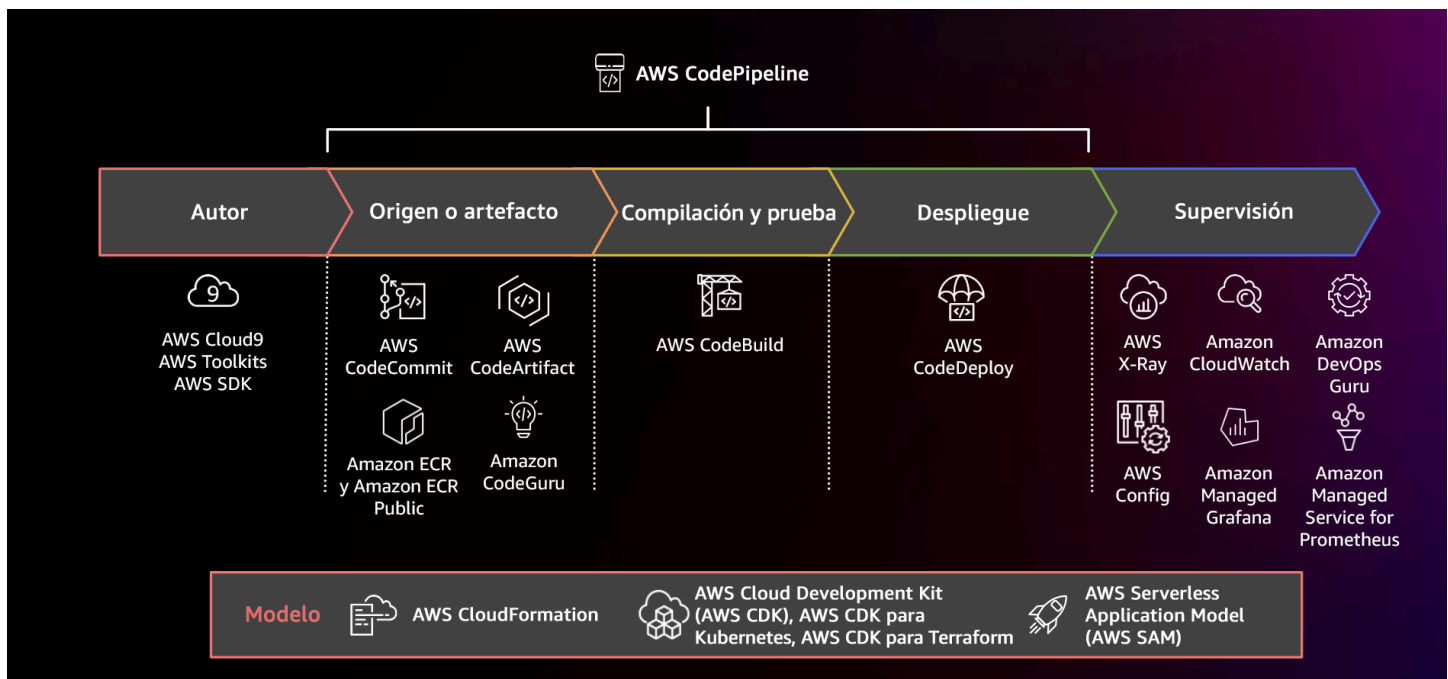 AWS CodePipeline
Autor
Origen o artefacto
Compilación y prueba
Despliegue
Supervisión
9
AWS Cloud9
AWS Toolkits
AWS SDK
AWS
CodeCommit
AWS
CodeArtifact
Amazon ECR
y Amazon ECR
Public
Amazon
CodeGuru
AWS CodeBuild
AWS
CodeDeploy
AWS
X-Ray
Amazon
CloudWatch
Amazon
DevOps
Guru
AWS
Config
Amazon
Managed
Grafana
Amazon
Managed
Service for
Prometheus
Modelo
AWS CloudFormation
AWS Cloud Development Kit
(AWS CDK), AWS CDK para
Kubernetes, AWS CDK para Terraform
AWS Serverless
Application Model
(AWS SAM)